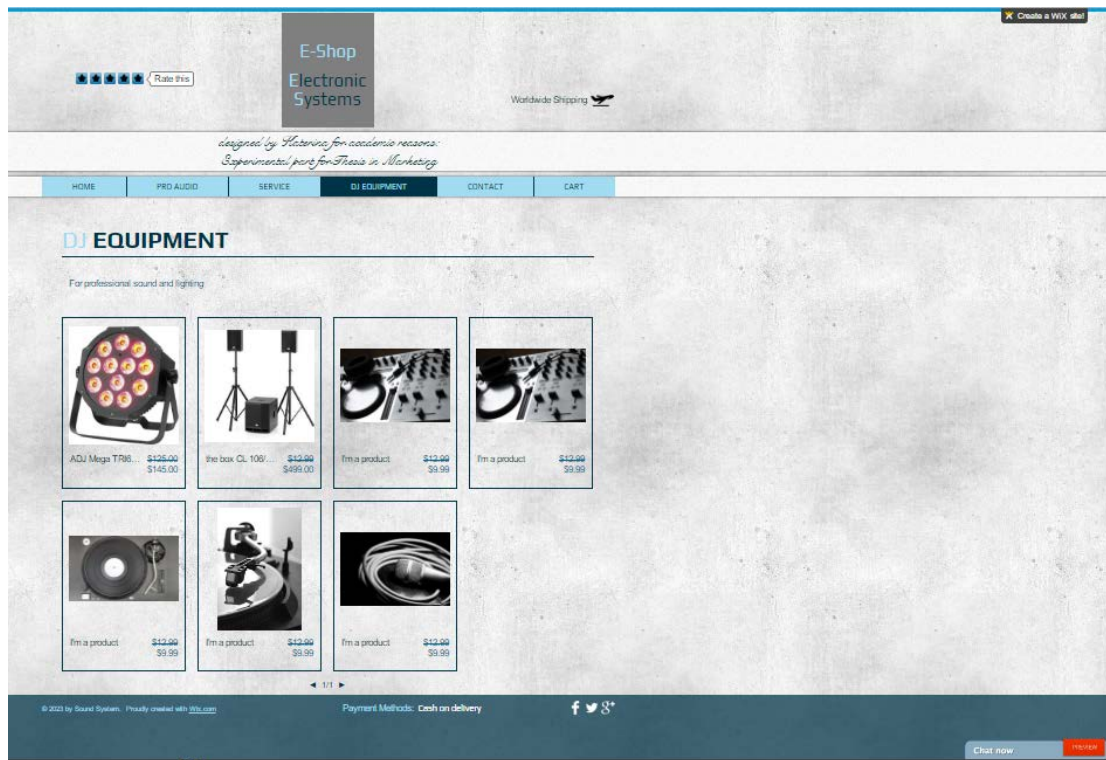 Create a WiX site!
E-Shop
Electronic
Systems
Rate this
Worldwide Shipping
designed by Katerina for academic reasons:
Experimental part for Thesis in Marketing
HOME PRO AUDIO SERVICE DJ EQUIPMENT CONTACT CART
DJ EQUIPMENT
For professional sound and lighting
ADJ Mega TRI6... $125.00
$145.00
the box CL 106/... $12.99
$499.00
I'm a product $12.99
$9.99
I'm a product $12.99
$9.99
I'm a product $12.99
$9.99
I'm a product $12.99
$9.99
I'm a product $12.99
$9.99
1/1
© 2023 by Sound System. Proudly created with Wix.com
Payment Methods: Cash on delivery
Chat now
PREVIEW